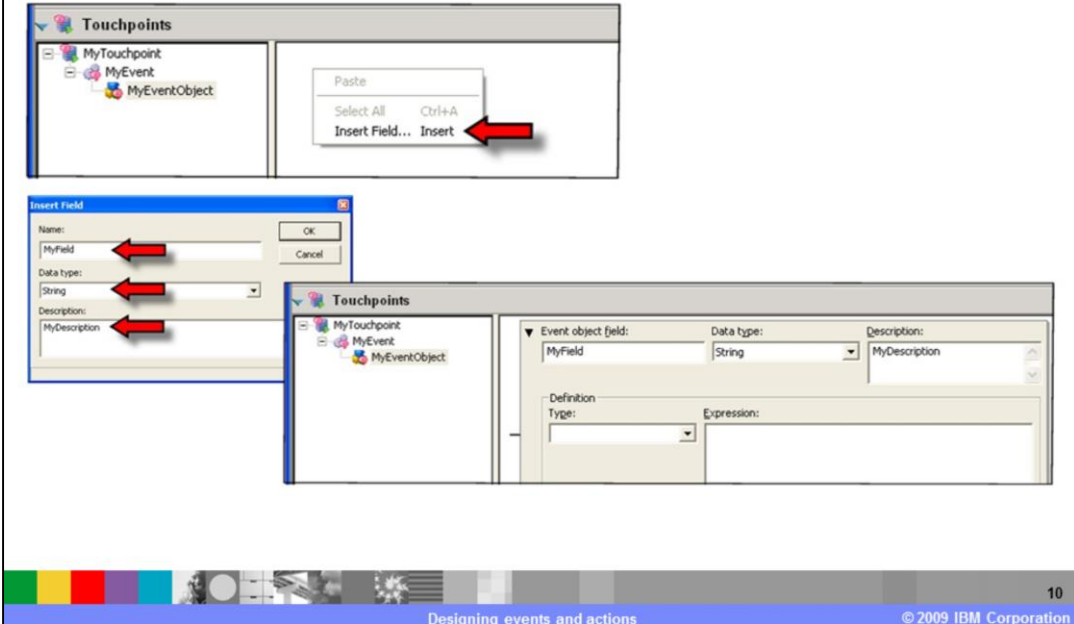 Touchpoints
MyTouchpoint
MyEvent
MyEventObject
Paste
Select All Ctrl+A
Insert Field... Insert
Insert Field
Name:
MyField
OK
Cancel
Data type:
String
Description:
MyDescription
Touchpoints
MyTouchpoint
MyEvent
MyEventObject
Event object field: Data type: Description:
MyField String MyDescription
Definition
Type: Expression:
10
Designing events and actions © 2009 IBM Corporation